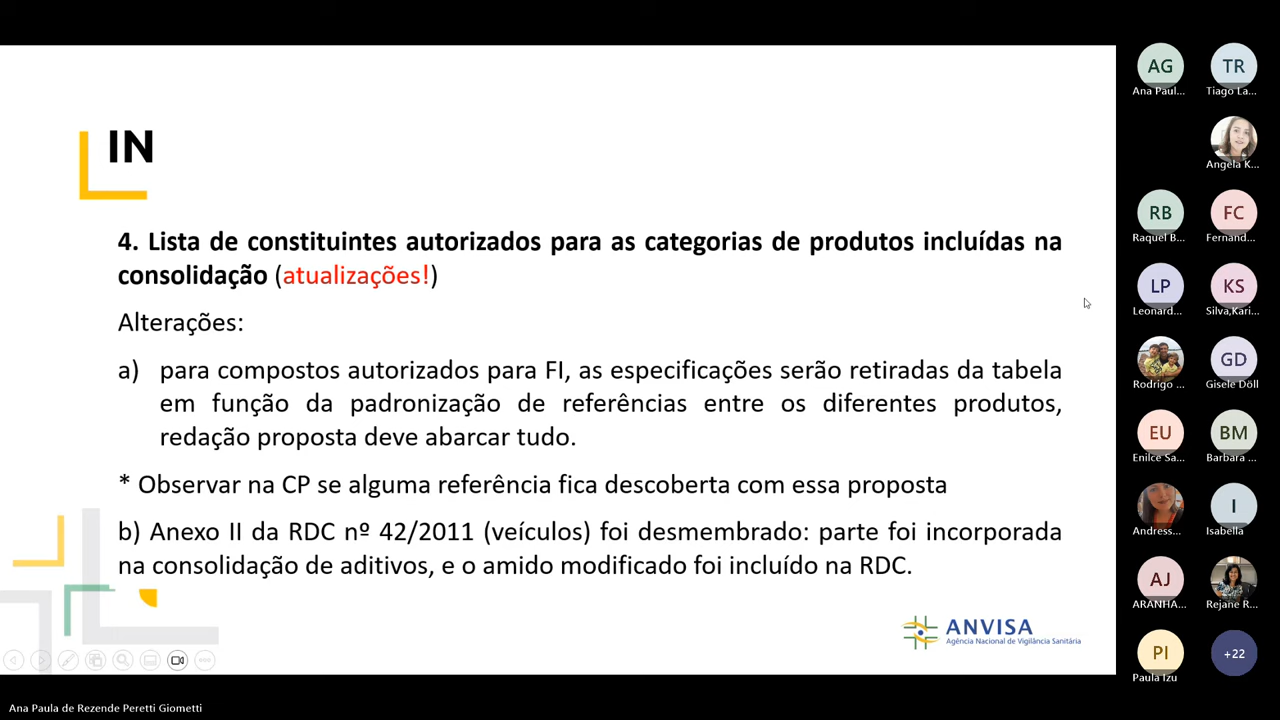 IN
4. Lista de constituintes autorizados para as categorias de produtos incluídas na
consolidação (atualizações!)
Alterações:
a) para compostos autorizados para FI, as especificações serão retiradas da tabela
em função da padronização de referências entre os diferentes produtos,
redação proposta deve abarcar tudo.
* Observar na CP se alguma referência fica descoberta com essa proposta
b) Anexo II da RDC nº 42/2011 (veículos) foi desmembrado: parte foi incorporada
na consolidação de aditivos, e o amido modificado foi incluído na RDC.
ANVISA
Agência Nacional de Vigilância Sanitária
AG
Ana Paul...
TR
Tiago La...
Angela K...
RB
Raquel B...
FC
Fernand...
LP
Leonard...
KS
Silva,Kari...
Rodrigo ...
GD
Gisele Döll
EU
Enilce Sa...
BM
Barbara ...
Andress...
I
Isabella
AJ
ARANHA...
Rejane R...
PI
Paula Izu
+22
Ana Paula de Rezende Peretti Giometti